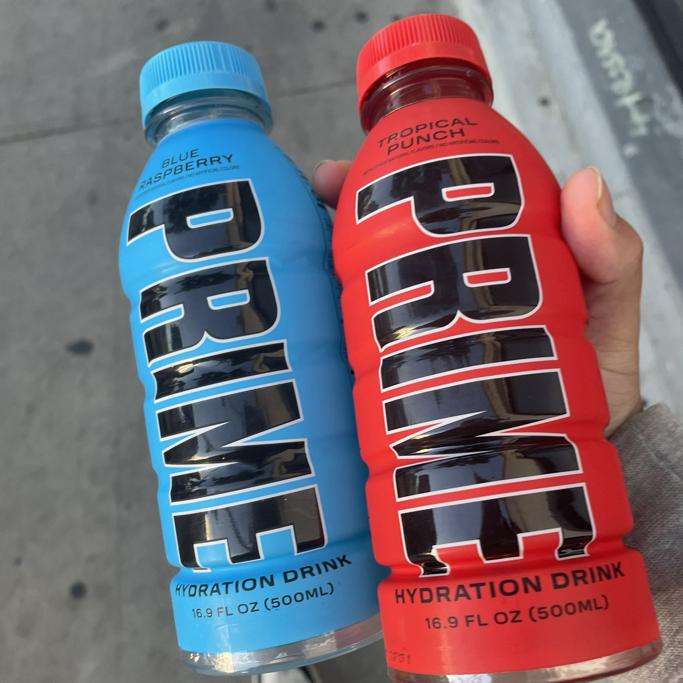 BLUE
RASPBERRY
PRIME
HYDRATION DRINK
16.9 FL OZ (500ML)
TROPICAL
PUNCH
PRIME
HYDRATION DRINK
16.9 FL OZ (500ML)